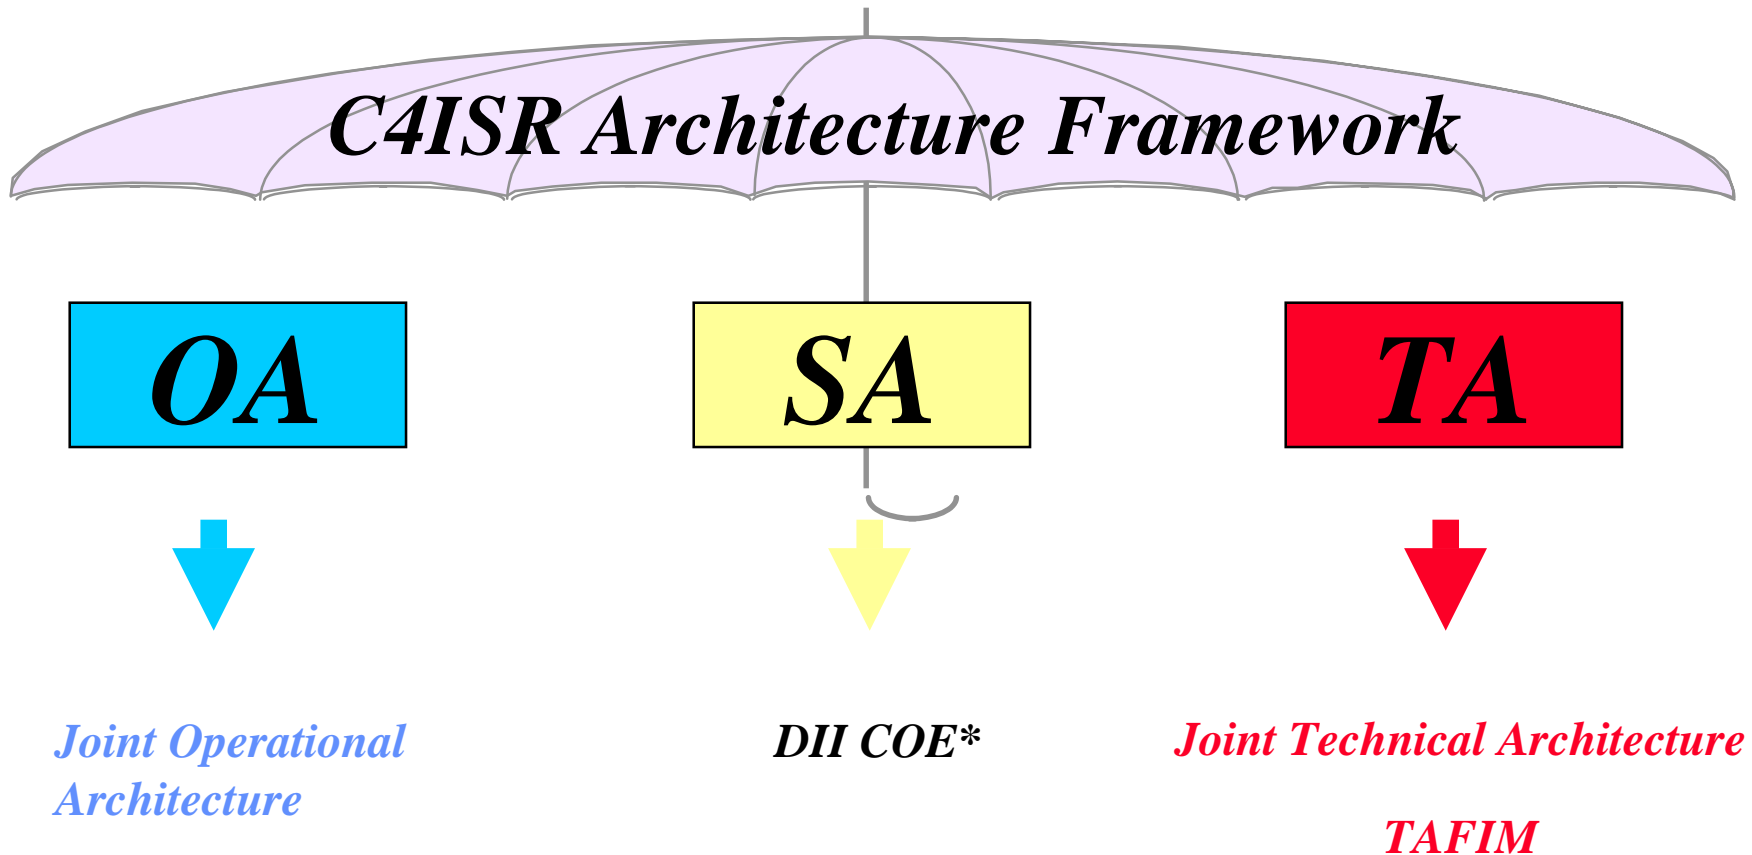 C4ISR Architecture Framework
OA
SA
TA
Joint Operational
Architecture
DII COE*
Joint Technical Architecture
TAFIM